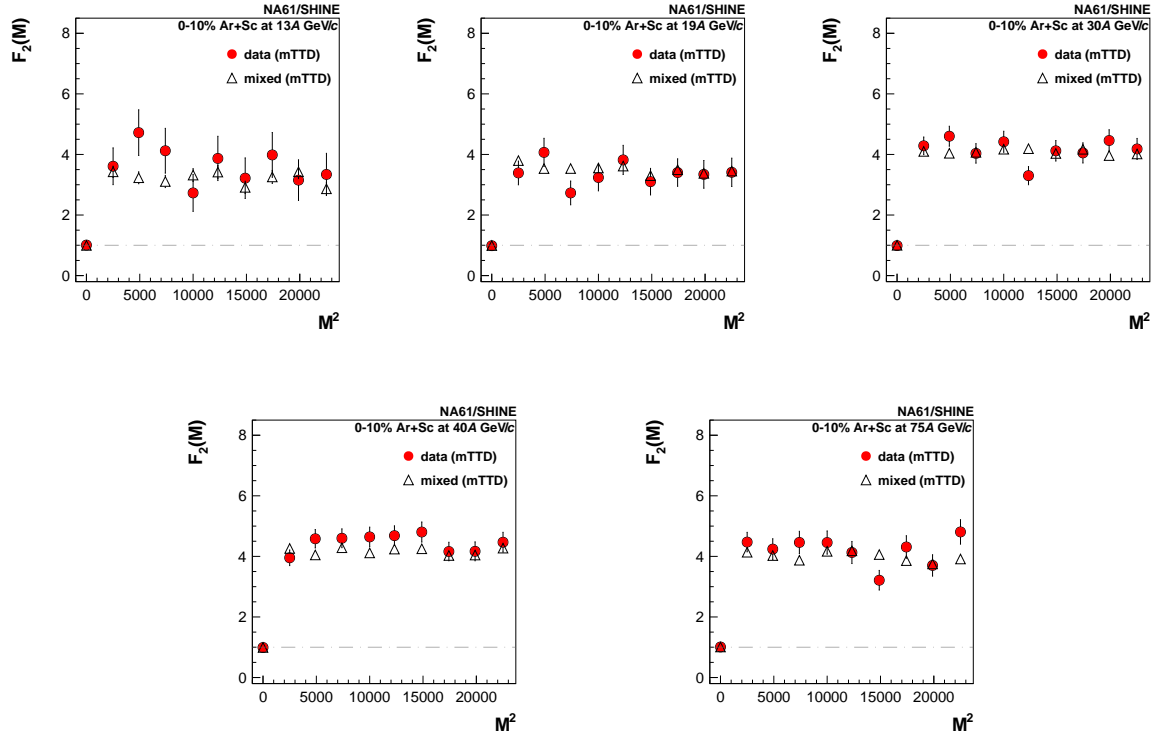 NA61/SHINE
0-10% Ar+Sc at 13A GeV/c
F2(M)
8
data (mTTD)
mixed (mTTD)
6
4
2
0
0 5000 10000 15000 20000
M²
NA61/SHINE
0-10% Ar+Sc at 19A GeV/c
F2(M)
8
data (mTTD)
mixed (mTTD)
6
4
2
0
0 5000 10000 15000 20000
M²
NA61/SHINE
0-10% Ar+Sc at 30A GeV/c
F2(M)
8
data (mTTD)
mixed (mTTD)
6
4
2
0
0 5000 10000 15000 20000
M²
NA61/SHINE
0-10% Ar+Sc at 40A GeV/c
F2(M)
8
data (mTTD)
mixed (mTTD)
6
4
2
0
0 5000 10000 15000 20000
M²
NA61/SHINE
0-10% Ar+Sc at 75A GeV/c
F2(M)
8
data (mTTD)
mixed (mTTD)
6
4
2
0
0 5000 10000 15000 20000
M²